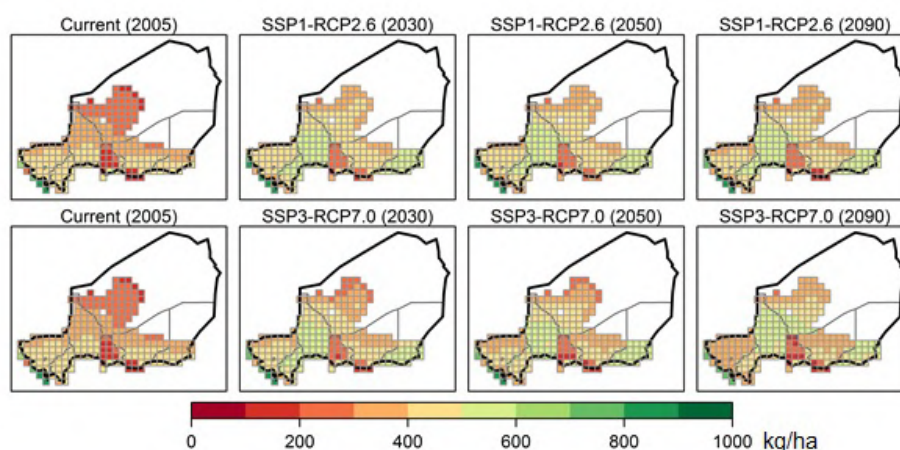 Current (2005) SSP1-RCP2.6 (2030) SSP1-RCP2.6 (2050) SSP1-RCP2.6 (2090)
Current (2005) SSP3-RCP7.0 (2030) SSP3-RCP7.0 (2050) SSP3-RCP7.0 (2090)
0 200 400 600 800 1000 kg/ha